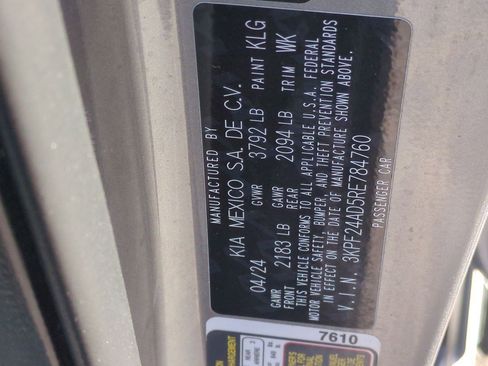 MANUFACTURED BY
KIA MEXICO S.A. DE C.V.
04/24 GVWR 3792 LB PAINT KLG
GAWR FRONT 2183 LB GAWR REAR 2094 LB TRIM WK
THIS VEHICLE CONFORMS TO ALL APPLICABLE U.S.A. FEDERAL
MOTOR VEHICLE SAFETY, BUMPER, AND THEFT PREVENTION STANDARDS
IN EFFECT ON THE DATE OF MANUFACTURE SHOWN ABOVE.
V.I.N. 3KPF24AD5RE784760
PASSENGER CAR
7610
REAR